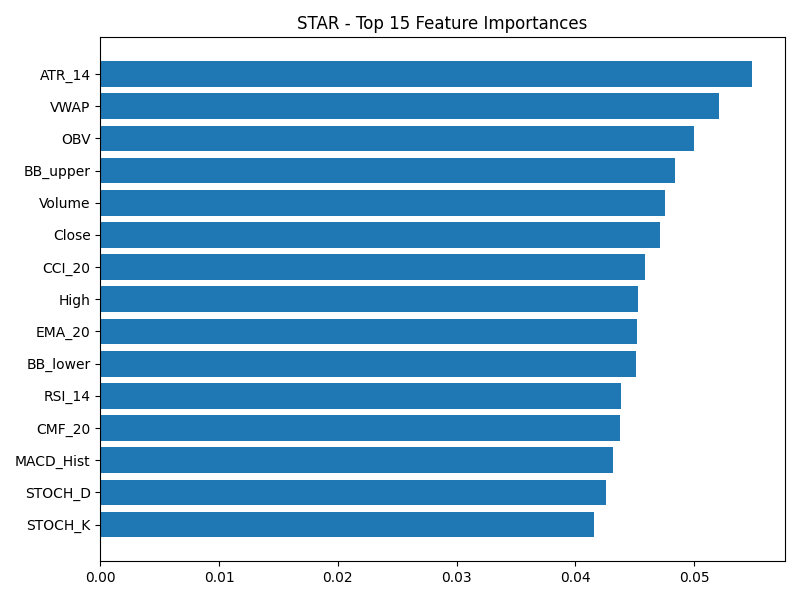 STAR - Top 15 Feature Importances
ATR_14
VWAP
OBV
BB_upper
Volume
Close
CCI_20
High
EMA_20
BB_lower
RSI_14
CMF_20
MACD_Hist
STOCH_D
STOCH_K
0.00 0.01 0.02 0.03 0.04 0.05